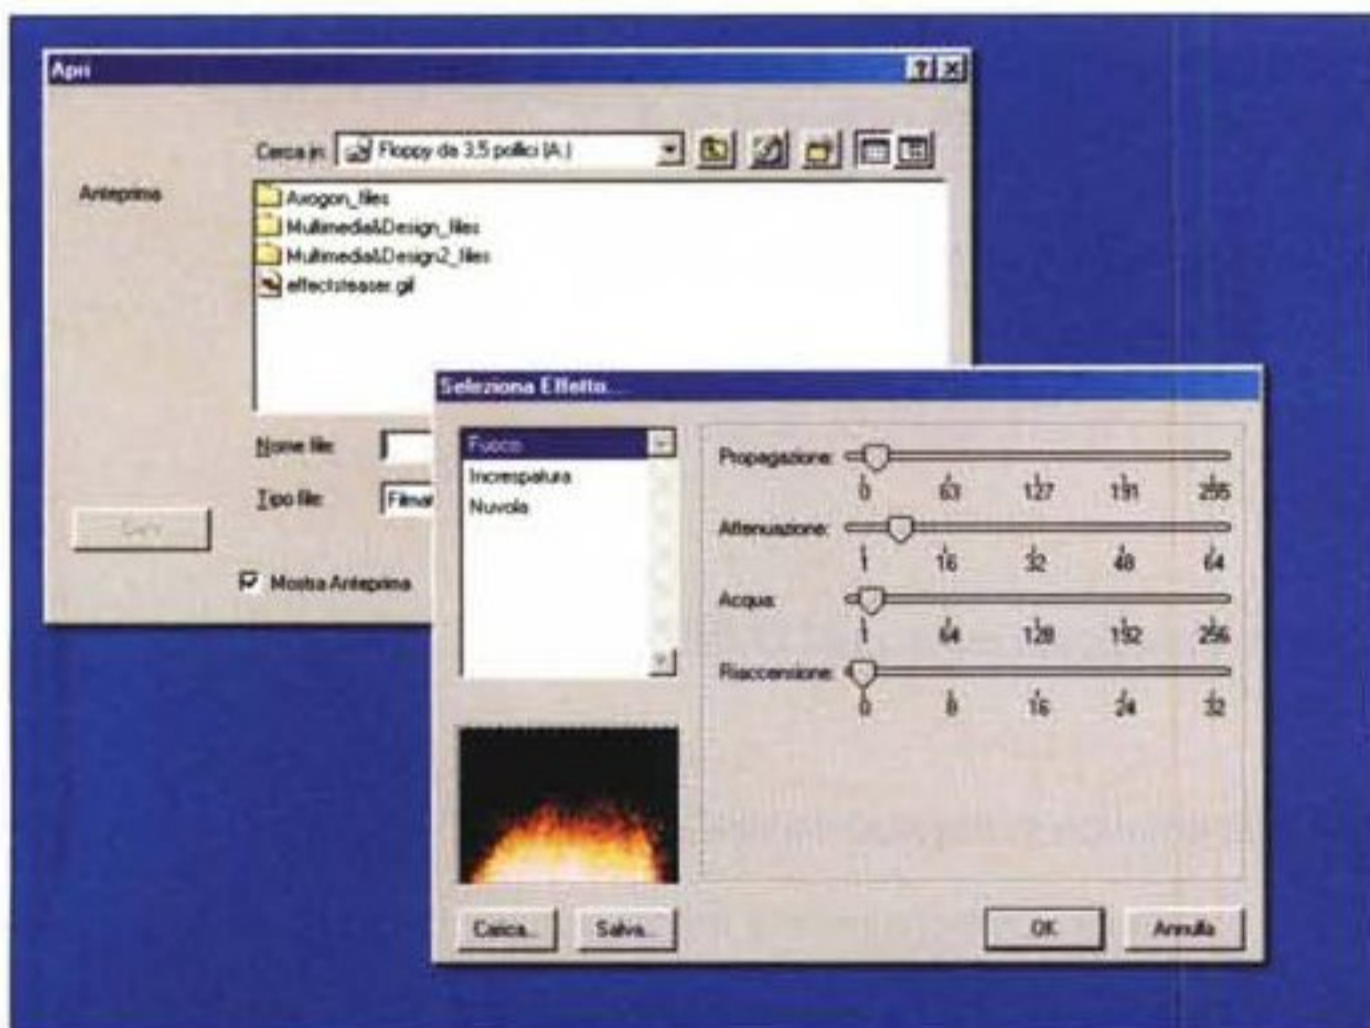 Apri
Cerca in: Floppy da 3,5 pollici (A:)
Anteprima
Axogon_files
Multimedia&Design_files
Multimedia&Design2_files
effectsteaser.gif
Nome file:
Tipo file: Filmat
Mostra Anteprima
Seleziona Effetto...
Fuoco
Increspatura
Nuvola
Propagazione:
0 63 127 191 255
Attenuazione:
1 16 32 48 64
Acqua:
1 64 128 192 256
Riaccensione:
0 8 16 24 32
Carica... Salva... OK Annulla